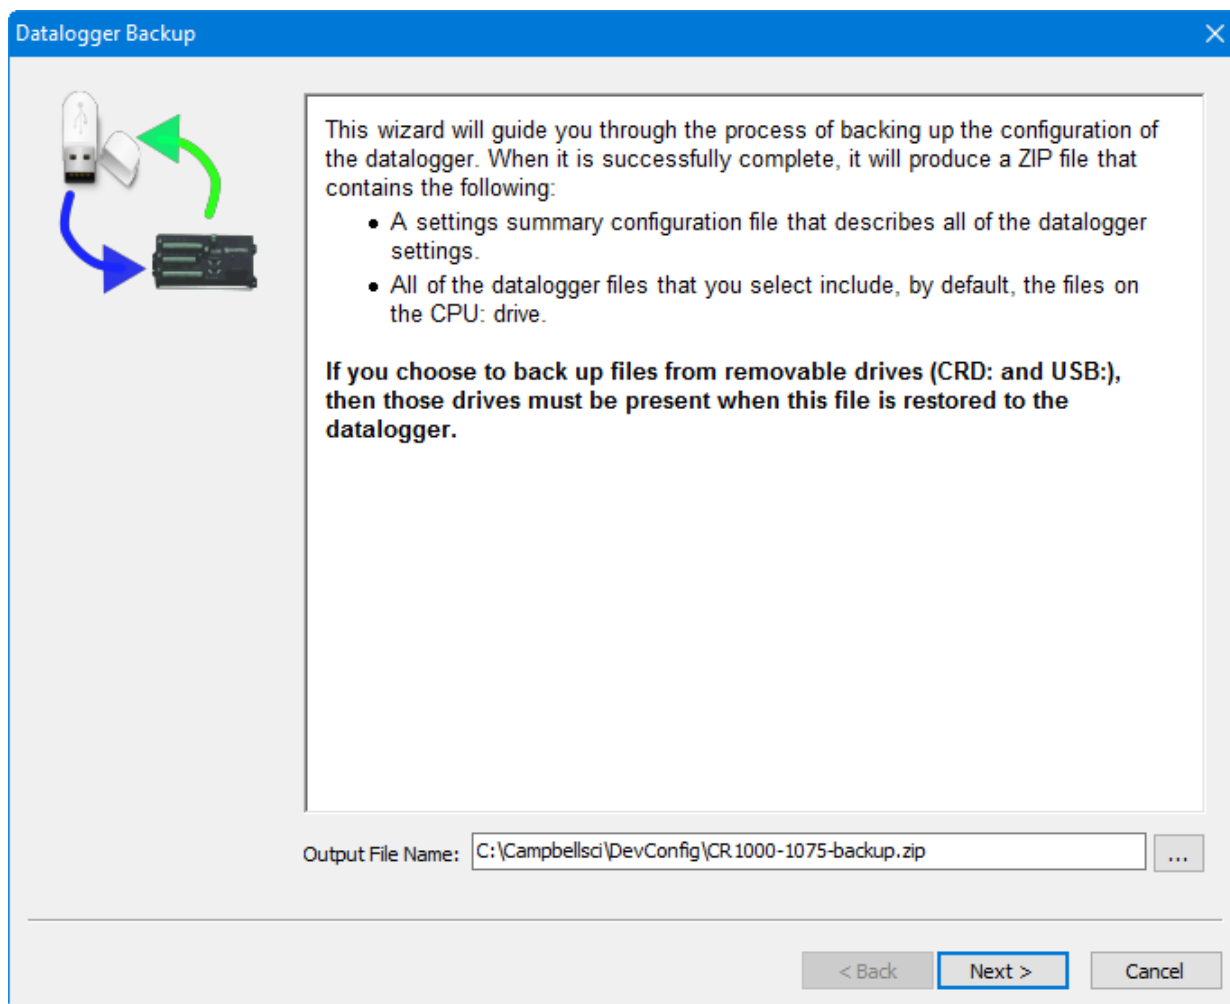 Datalogger Backup
This wizard will guide you through the process of backing up the configuration of
the datalogger. When it is successfully complete, it will produce a ZIP file that
contains the following:
• A settings summary configuration file that describes all of the datalogger
settings.
• All of the datalogger files that you select include, by default, the files on
the CPU: drive.
If you choose to back up files from removable drives (CRD: and USB:),
then those drives must be present when this file is restored to the
datalogger.
Output File Name: C:\Campbellsci\DevConfig\CR1000-1075-backup.zip ...
< Back Next > Cancel